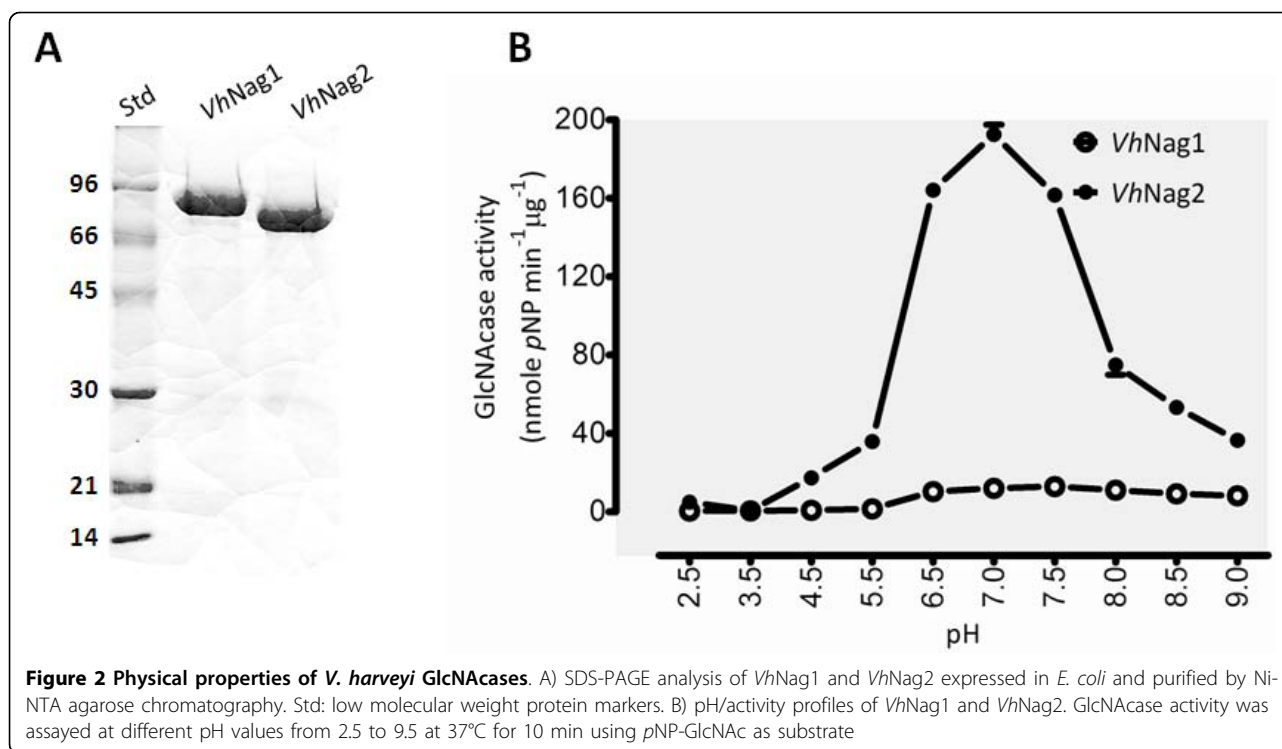 A
Std
VhNag1
VhNag2
96
66
45
30
21
14
B
GlcNAcase activity
(nmole pNP min⁻¹µg⁻¹)
200
160
120
80
40
0
VhNag1
VhNag2
2.5
3.5
4.5
5.5
6.5
7.0
7.5
8.0
8.5
9.0
pH
Figure 2 Physical properties of V. harveyi GlcNAcases. A) SDS-PAGE analysis of VhNag1 and VhNag2 expressed in E. coli and purified by Ni-
NTA agarose chromatography. Std: low molecular weight protein markers. B) pH/activity profiles of VhNag1 and VhNag2. GlcNAcase activity was
assayed at different pH values from 2.5 to 9.5 at 37°C for 10 min using pNP-GlcNAc as substrate